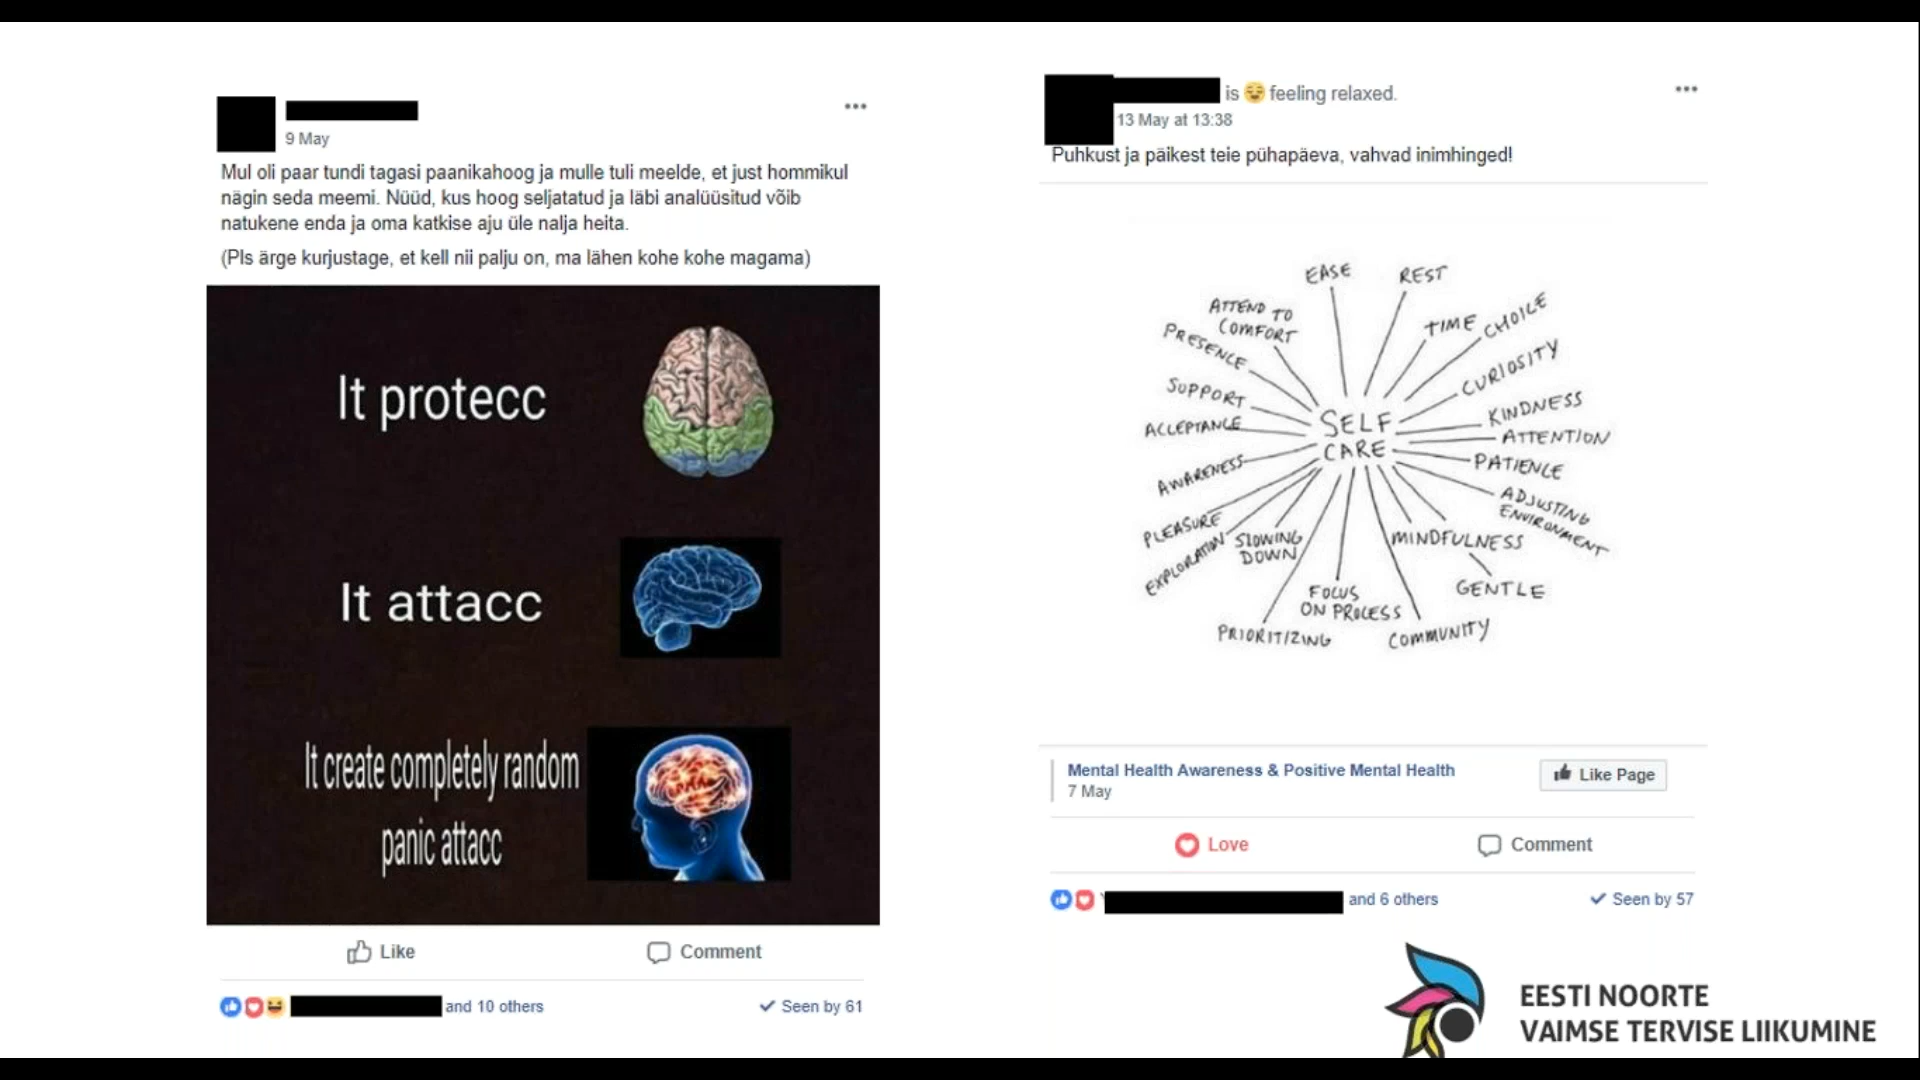 9 May
Mul oli paar tundi tagasi paanikahoog ja mulle tuli meelde, et just hommikul
nägin seda meemi. Nüüd, kus hoog seljatatud ja läbi analüüsitud võib
natukene enda ja oma katkise aju üle nalja heita.
(Pls ärge kurjustage, et kell nii palju on, ma lähen kohe kohe magama)
It protecc
It attacc
It create completely random
panic attacc
Like
Comment
and 10 others
Seen by 61
is feeling relaxed.
13 May at 13:38
Puhkust ja päikest teie pühapäeva, vahvad inimhinged!
EASE
REST
ATTEND TO
COMFORT
TIME
CHOICE
PRESENCE
CURIOSITY
SUPPORT
KINDNESS
ACCEPTANCE
SELF
CARE
ATTENTION
AWARENESS
PATIENCE
PLEASURE
ADJUSTING
ENVIRONMENT
EXPLORATION
SLOWING
DOWN
MINDFULNESS
FOCUS
ON PROCESS
GENTLE
PRIORITIZING
COMMUNITY
Mental Health Awareness & Positive Mental Health
7 May
Like Page
Love
Comment
and 6 others
Seen by 57
EESTI NOORTE
VAIMSE TERVISE LIIKUMINE